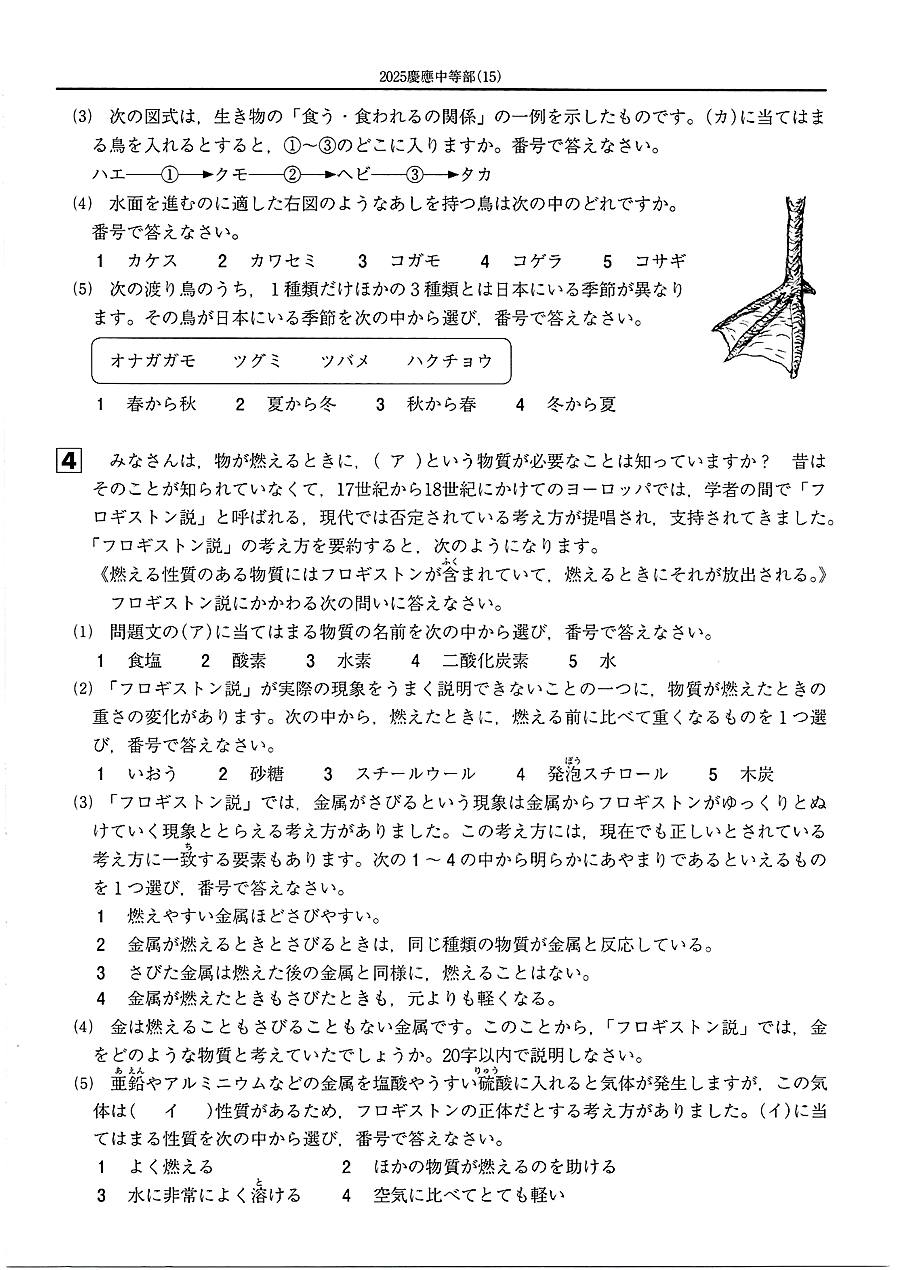 2025慶應中等部(15)
(3) 次の図式は，生き物の「食う・食われるの関係」の一例を示したものです。(カ)に当てはま
る鳥を入れるとすると，①～③のどこに入りますか。番号で答えなさい。
ハエ──①─→クモ──②─→ヘビ──③─→タカ
(4) 水面を進むのに適した右図のようなあしを持つ鳥は次の中のどれですか。
番号で答えなさい。
1 カケス 2 カワセミ 3 コガモ 4 コゲラ 5 コサギ
(5) 次の渡り鳥のうち，1種類だけほかの3種類とは日本にいる季節が異なり
ます。その鳥が日本にいる季節を次の中から選び，番号で答えなさい。
オナガガモ ツグミ ツバメ ハクチョウ
1 春から秋 2 夏から冬 3 秋から春 4 冬から夏
4 みなさんは，物が燃えるときに，( ア )という物質が必要なことは知っていますか？ 昔は
そのことが知られていなくて，17世紀から18世紀にかけてのヨーロッパでは，学者の間で「フ
ロギストン説」と呼ばれる，現代では否定されている考え方が提唱され，支持されてきました。
「フロギストン説」の考え方を要約すると，次のようになります。
ふく
《燃える性質のある物質にはフロギストンが含まれていて，燃えるときにそれが放出される。》
フロギストン説にかかわる次の問いに答えなさい。
(1) 問題文の(ア)に当てはまる物質の名前を次の中から選び，番号で答えなさい。
1 食塩 2 酸素 3 水素 4 二酸化炭素 5 水
(2) 「フロギストン説」が実際の現象をうまく説明できないことの一つに，物質が燃えたときの
重さの変化があります。次の中から，燃えたときに，燃える前に比べて重くなるものを1つ選
び，番号で答えなさい。
ぽう
1 いおう 2 砂糖 3 スチールウール 4 発泡スチロール 5 木炭
(3) 「フロギストン説」では，金属がさびるという現象は金属からフロギストンがゆっくりとぬ
けていく現象ととらえる考え方がありました。この考え方には，現在でも正しいとされている
ち
考え方に一致する要素もあります。次の1～4の中から明らかにあやまりであるといえるもの
を1つ選び，番号で答えなさい。
1 燃えやすい金属ほどさびやすい。
2 金属が燃えるときとさびるときは，同じ種類の物質が金属と反応している。
3 さびた金属は燃えた後の金属と同様に，燃えることはない。
4 金属が燃えたときもさびたときも，元よりも軽くなる。
(4) 金は燃えることもさびることもない金属です。このことから，「フロギストン説」では，金
をどのような物質と考えていたでしょうか。20字以内で説明しなさい。
あ えん りゅう
(5) 亜鉛やアルミニウムなどの金属を塩酸やうすい硫酸に入れると気体が発生しますが，この気
体は( イ )性質があるため，フロギストンの正体だとする考え方がありました。(イ)に当
てはまる性質を次の中から選び，番号で答えなさい。
1 よく燃える 2 ほかの物質が燃えるのを助ける
と
3 水に非常によく溶ける 4 空気に比べてとても軽い